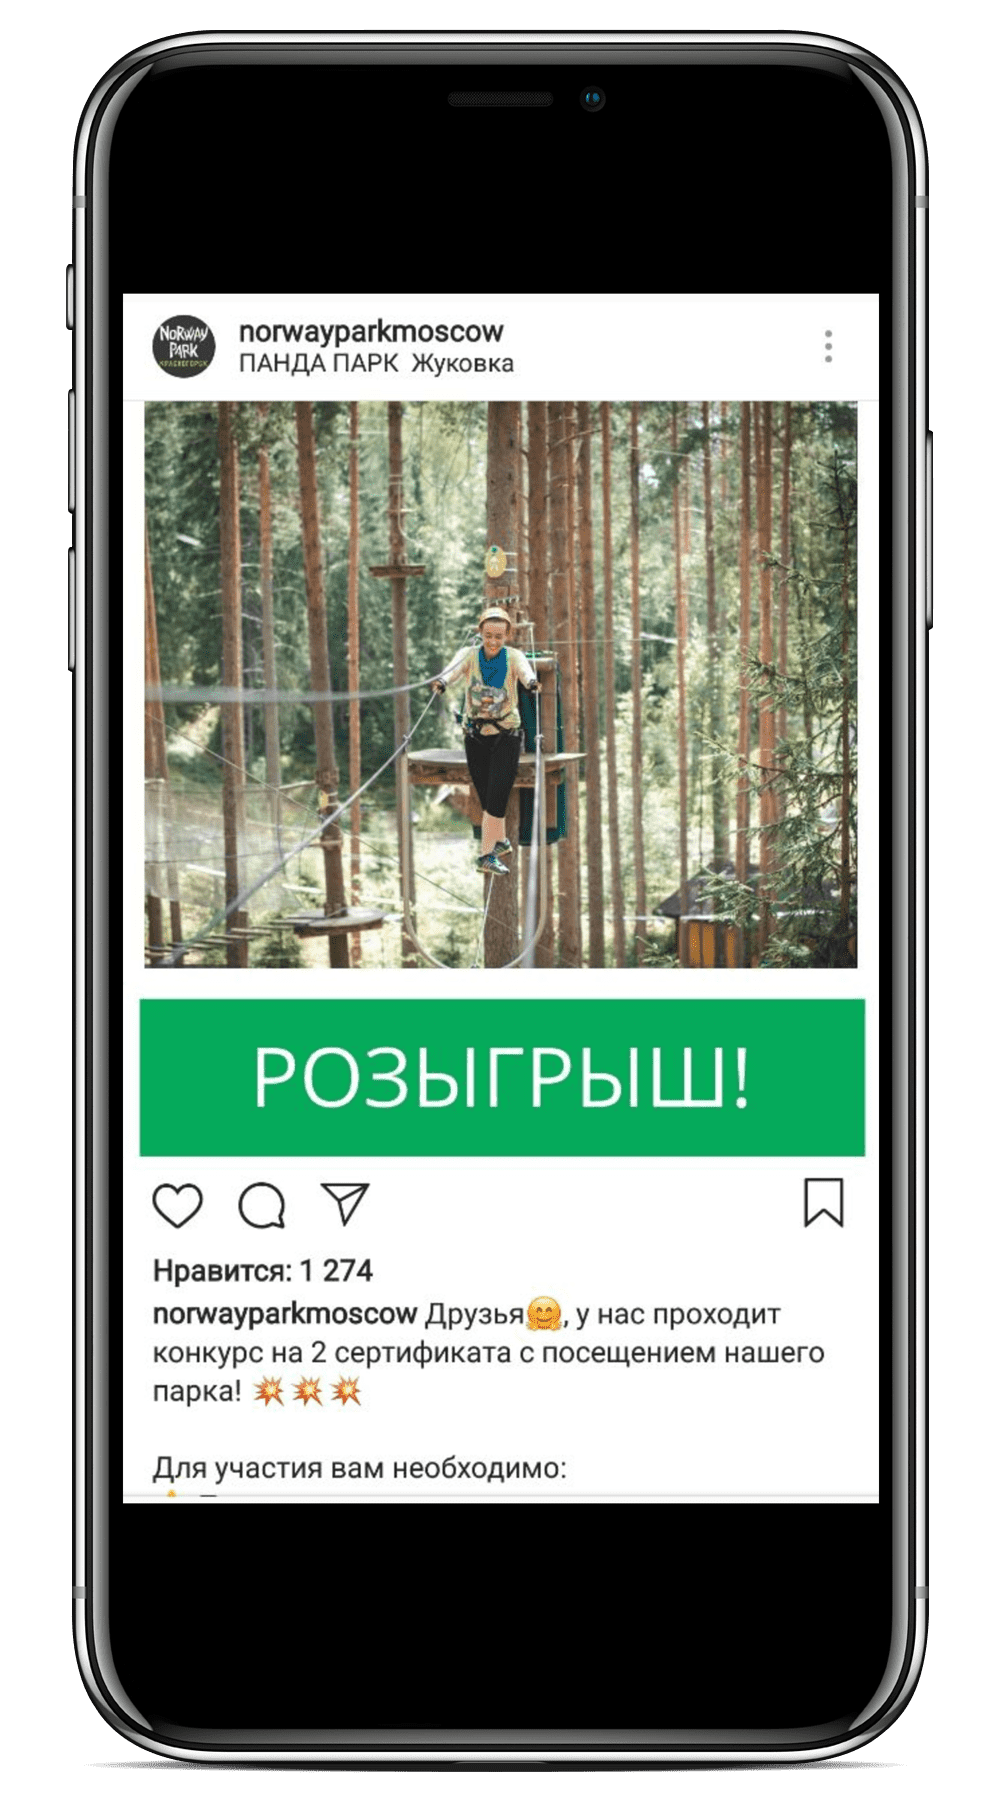 NORWAY
PARK
КРАСНОГОРСК
norwayparkmoscow
ПАНДА ПАРК Жуковка
РОЗЫГРЫШ!
Нравится: 1 274
norwayparkmoscow Друзья🤗, у нас проходит
конкурс на 2 сертификата с посещением нашего
парка! 💥💥💥
Для участия вам необходимо: